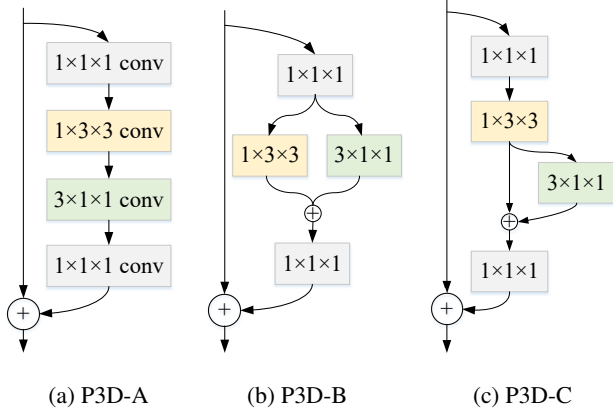 1×1×1 conv
1×3×3 conv
3×1×1 conv
1×1×1 conv
+
(a) P3D-A
1×1×1
1×3×3 3×1×1
+
1×1×1
+
(b) P3D-B
1×1×1
1×3×3
3×1×1
+
1×1×1
+
(c) P3D-C